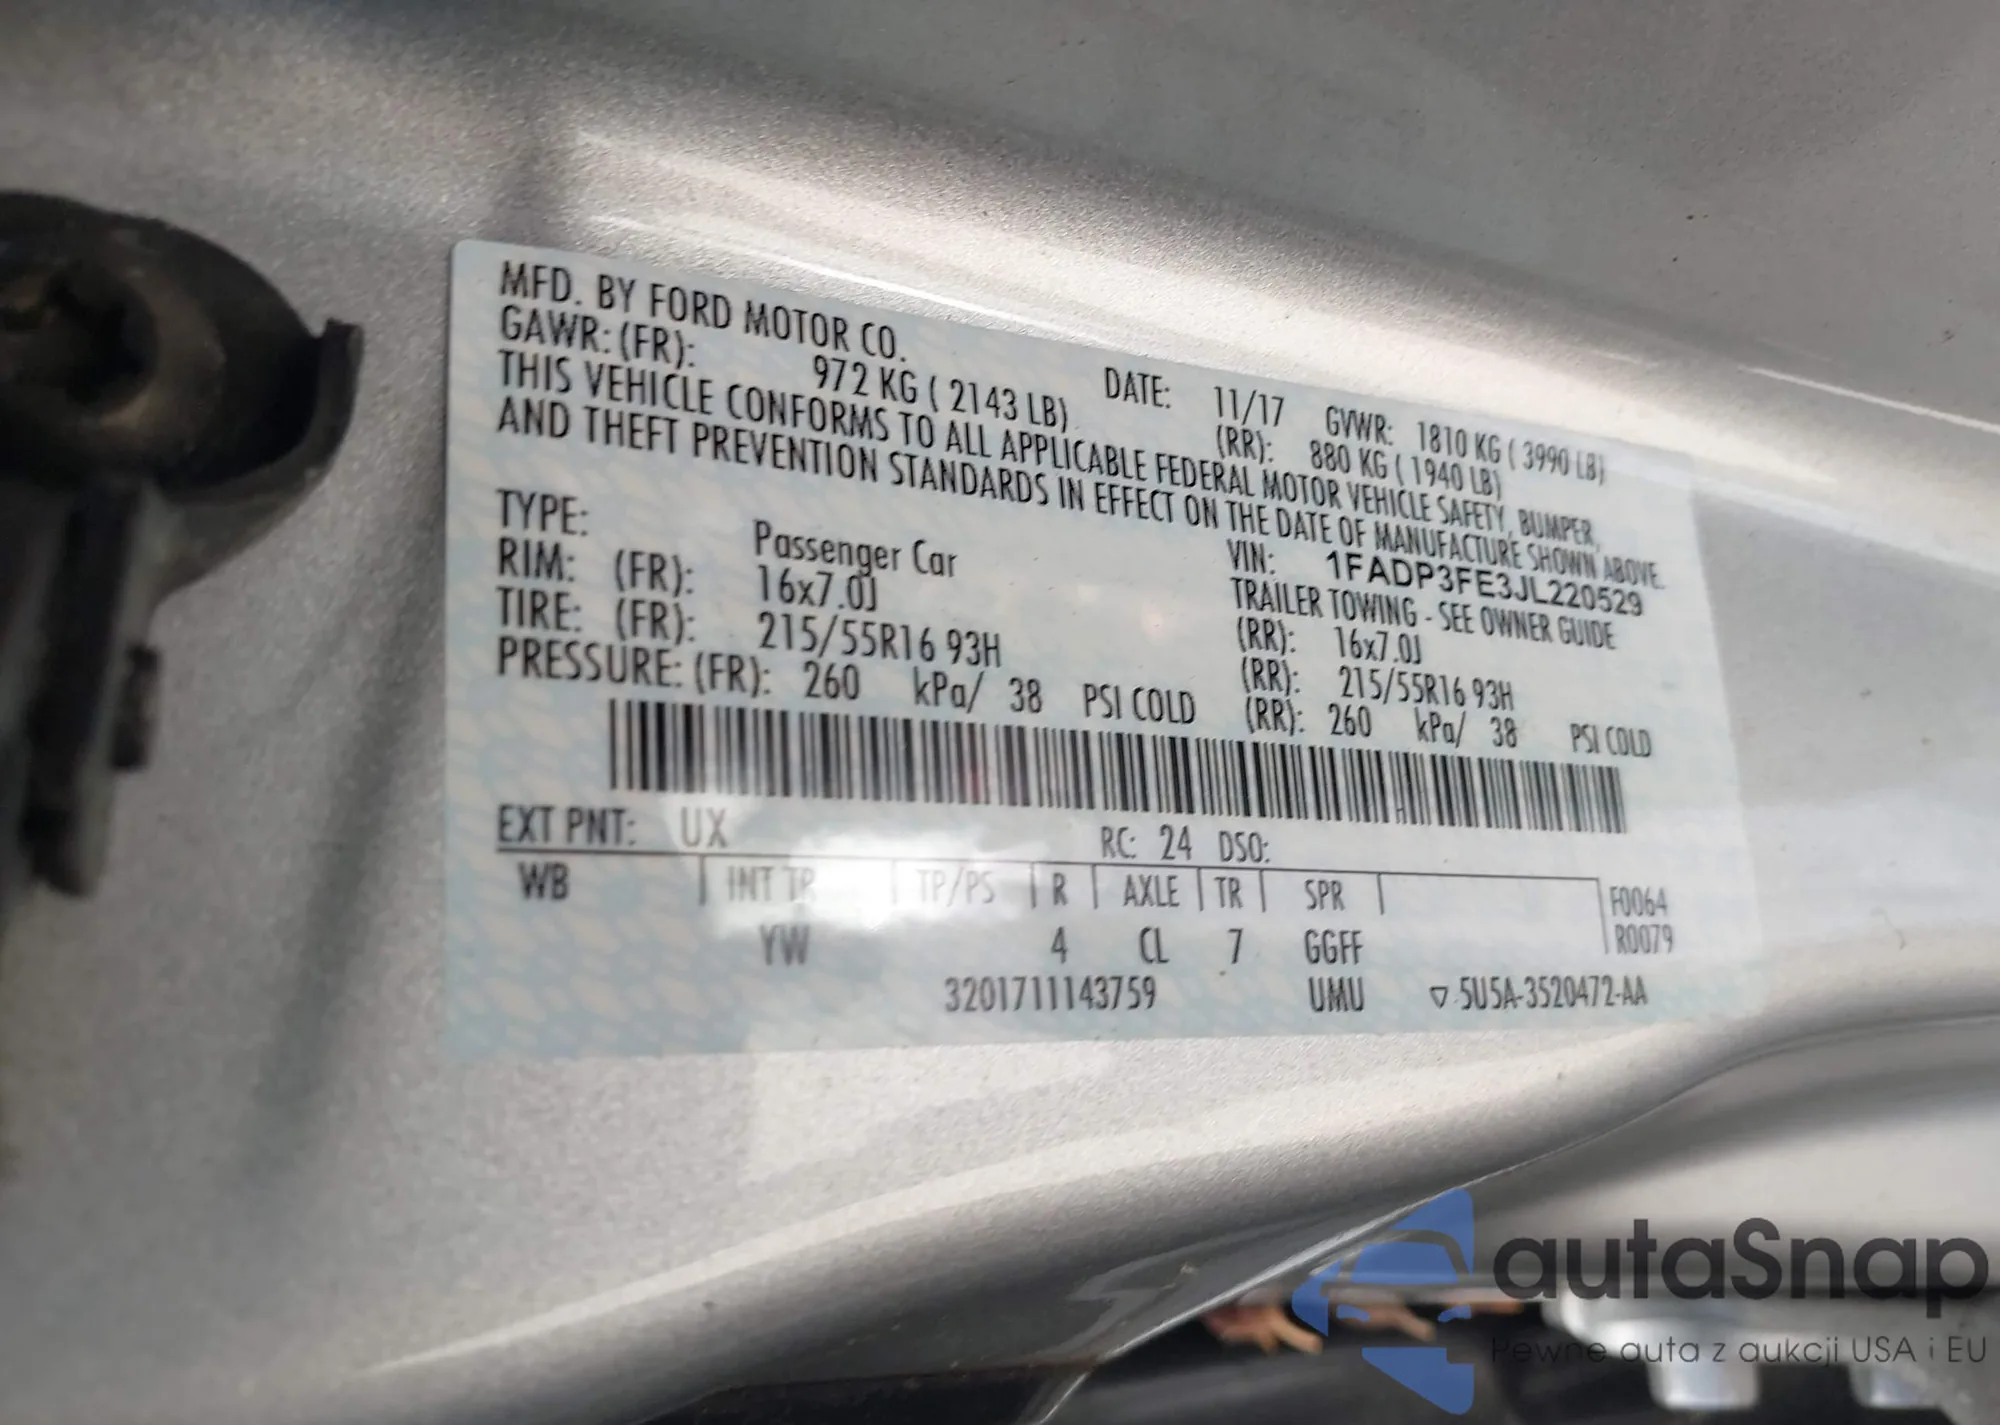 MFD. BY FORD MOTOR CO. DATE: 11/17 GVWR: 1810 KG ( 3990 LB)
GAWR: (FR): 972 KG ( 2143 LB) (RR): 880 KG ( 1940 LB)
THIS VEHICLE CONFORMS TO ALL APPLICABLE FEDERAL MOTOR VEHICLE SAFETY, BUMPER,
AND THEFT PREVENTION STANDARDS IN EFFECT ON THE DATE OF MANUFACTURE SHOWN ABOVE.
VIN: 1FADP3FE3JL220529
TYPE: Passenger Car TRAILER TOWING - SEE OWNER GUIDE
RIM: (FR): 16x7.0J (RR): 16x7.0J
TIRE: (FR): 215/55R16 93H (RR): 215/55R16 93H
PRESSURE: (FR): 260 kPa/ 38 PSI COLD (RR): 260 kPa/ 38 PSI COLD
EXT PNT: UX RC: 24 DSO:
WB INT TR TP/PS R AXLE TR SPR F0064
YW 4 CL 7 GGFF R0079
3201711143759 UMU ▽ 5U5A-3520472-AA
autaSnap
Pewne auta z aukcji USA i EU